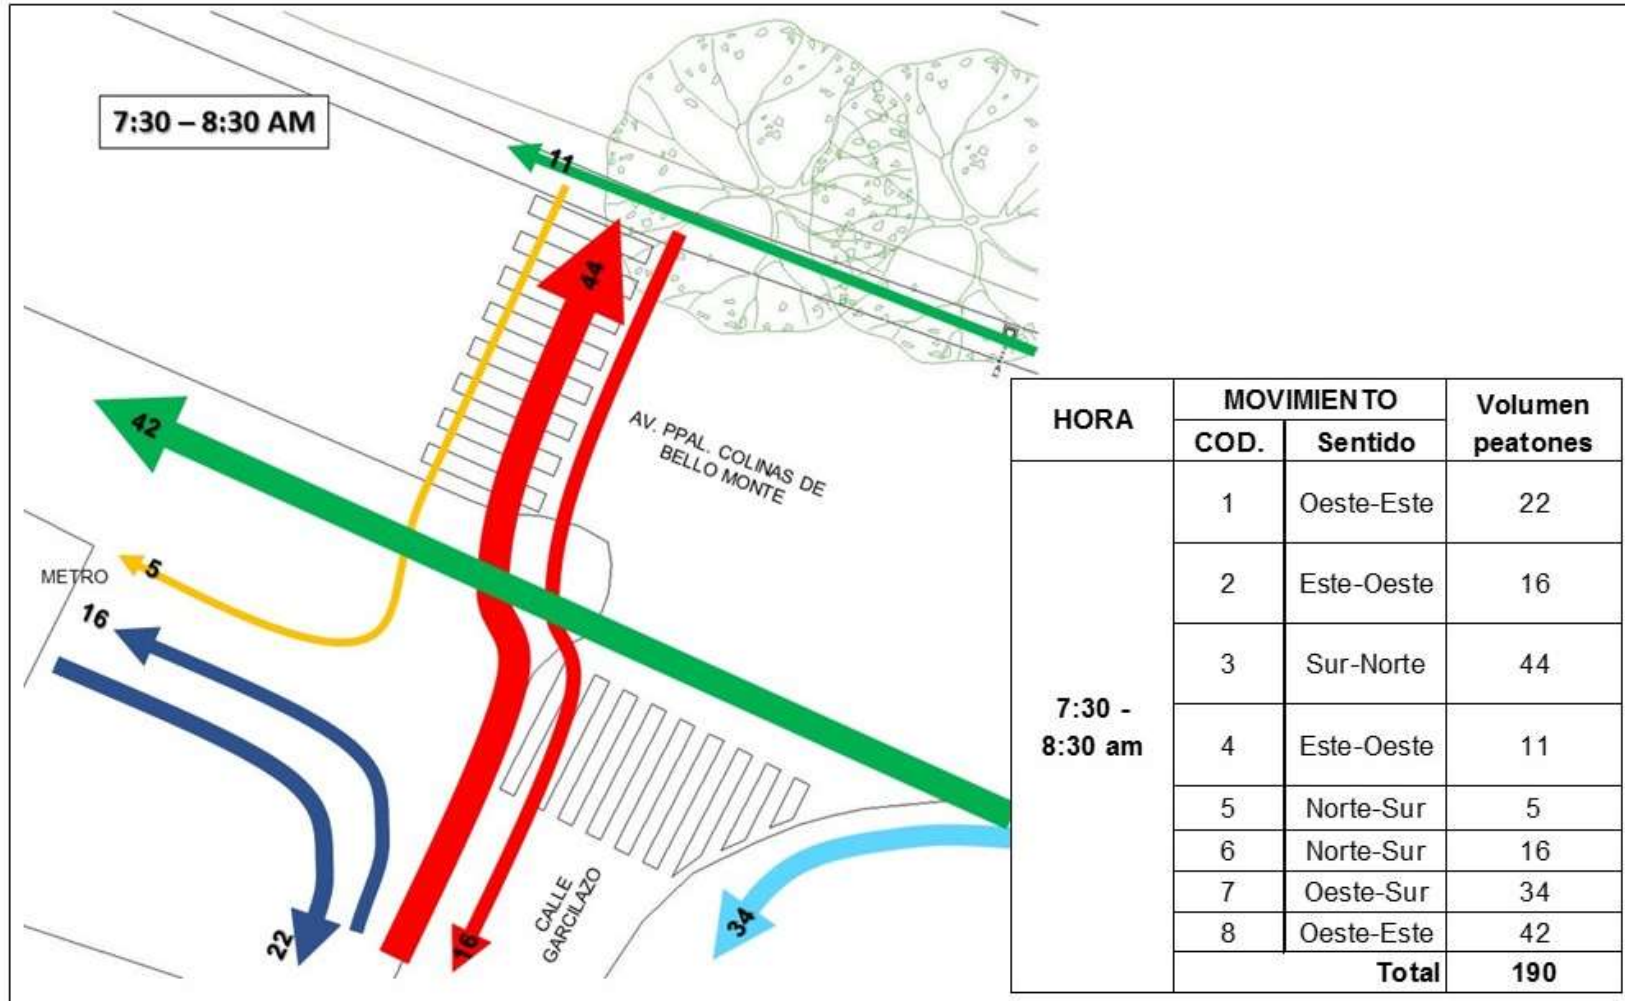 7:30 – 8:30 AM
11
44
42
AV. PPAL. COLINAS DE
BELLO MONTE
METRO
5
16
22
16
CALLE
GARCILAZO
34
HORA MOVIMIENTO Volumen peatones
COD. Sentido
7:30 - 8:30 am
1 Oeste-Este 22
2 Este-Oeste 16
3 Sur-Norte 44
4 Este-Oeste 11
5 Norte-Sur 5
6 Norte-Sur 16
7 Oeste-Sur 34
8 Oeste-Este 42
Total 190